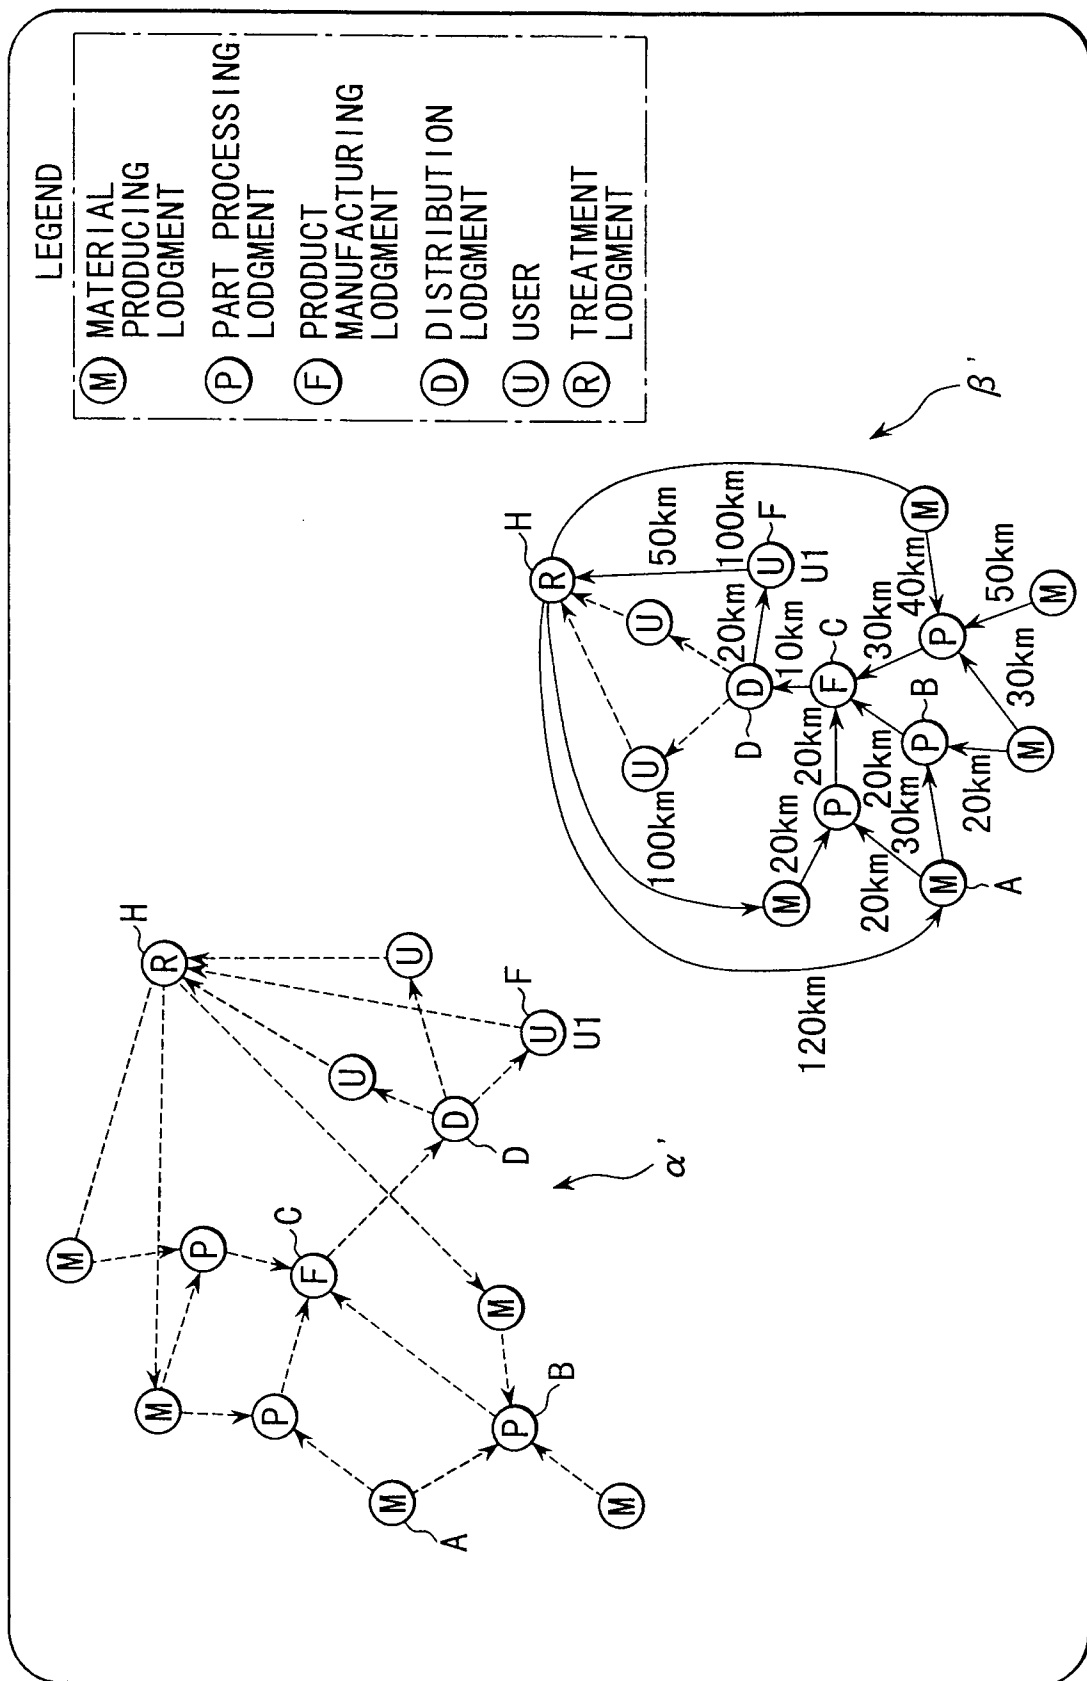 LEGEND
M MATERIAL
PRODUCING
LODGMENT
P PART PROCESSING
LODGMENT
F PRODUCT
MANUFACTURING
LODGMENT
D DISTRIBUTION
LODGMENT
U USER
R TREATMENT
LODGMENT
M
H
M
R
P
P
C
F
U
M
U
A
D
M
D
F
P
U
B
U1
M
α'
H
R
U
U
100km
50km
20km
100km
D
D
F
U
M
20km
10km
20km
120km
U1
P
F
C
20km
20km
30km
30km
40km
B
M
P
P
M
20km
50km
A
30km
M
M
β'